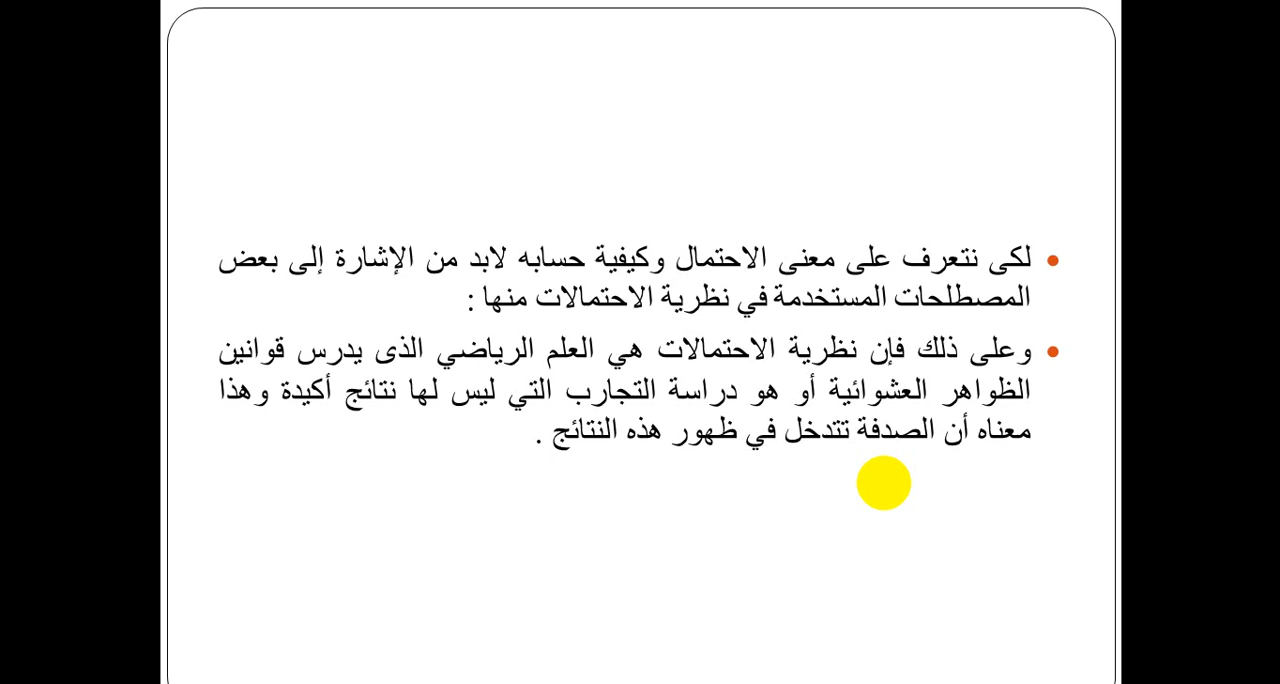 لكى نتعرف على معنى الاحتمال وكيفية حسابه لابد من الإشارة إلى بعض
المصطلحات المستخدمة في نظرية الاحتمالات منها :
وعلى ذلك فإن نظرية الاحتمالات هي العلم الرياضي الذى يدرس قوانين
الظواهر العشوائية أو هو دراسة التجارب التي ليس لها نتائج أكيدة وهذا
معناه أن الصدفة تتدخل في ظهور هذه النتائج .